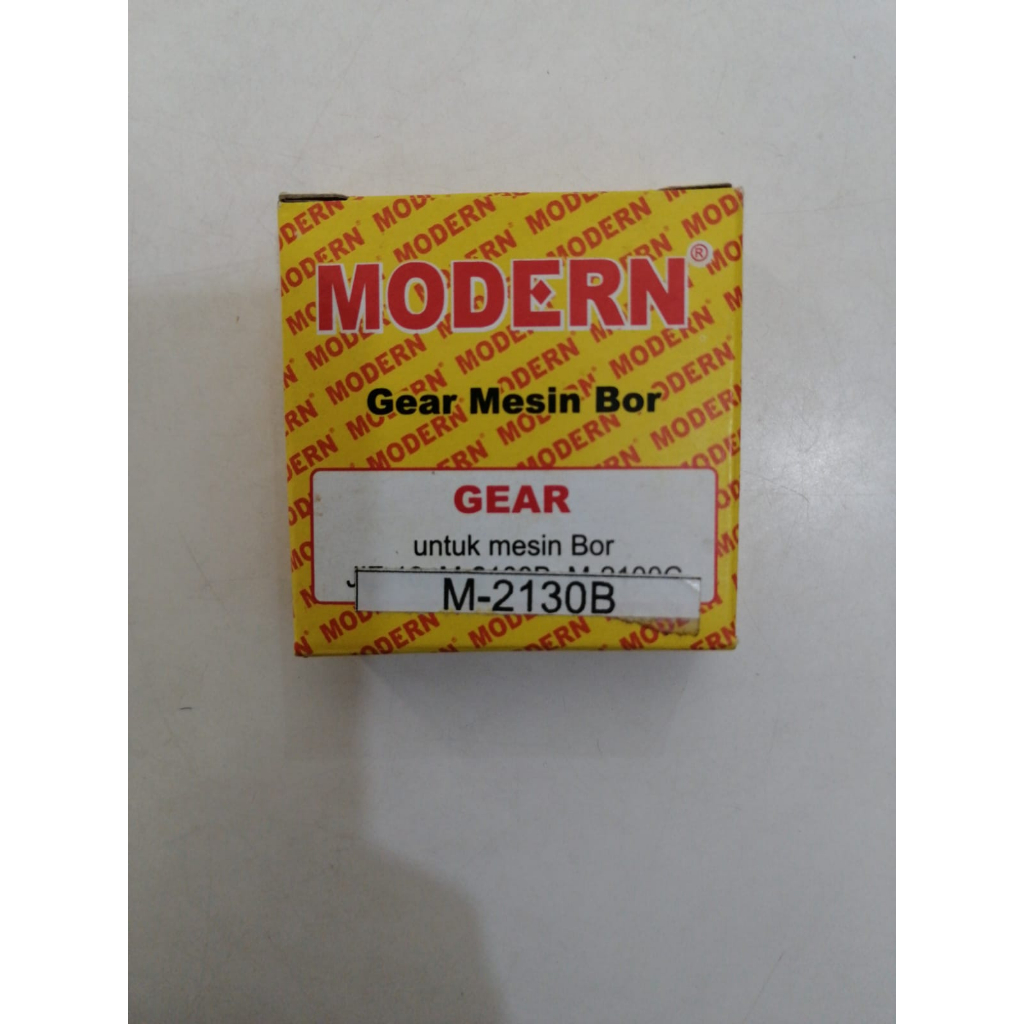 MODERN®
Gear Mesin Bor
GEAR
untuk mesin Bor
M-2130B